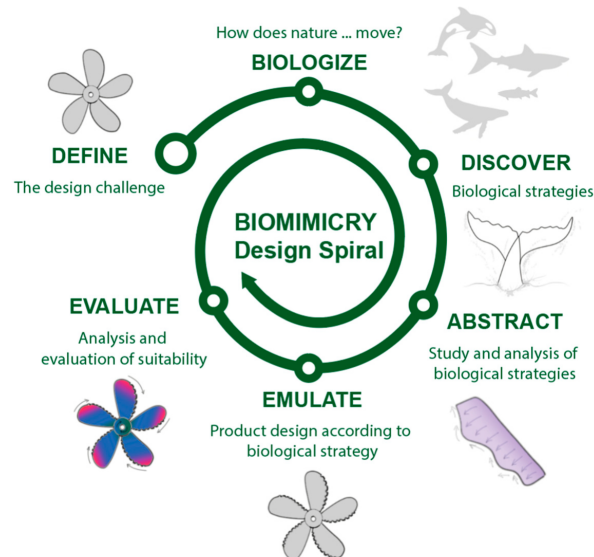 How does nature ... move?
BIOLOGIZE
DEFINE
The design challenge
DISCOVER
Biological strategies
BIOMIMICRY
Design Spiral
EVALUATE
Analysis and
evaluation of suitability
ABSTRACT
Study and analysis of
biological strategies
EMULATE
Product design according to
biological strategy